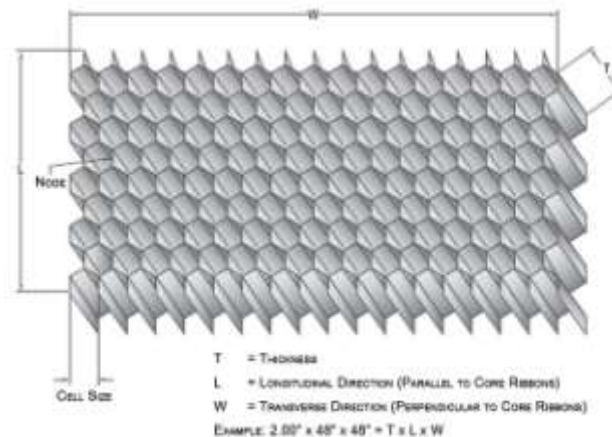 W
T
L
NODE
CELL SIZE
T = THICKNESS
L = LONGITUDINAL DIRECTION (PARALLEL TO CORE RIBBONS)
W = TRANSVERSE DIRECTION (PERPENDICULAR TO CORE RIBBONS)
EXAMPLE: 2.00" x 48" x 48" = T x L x W